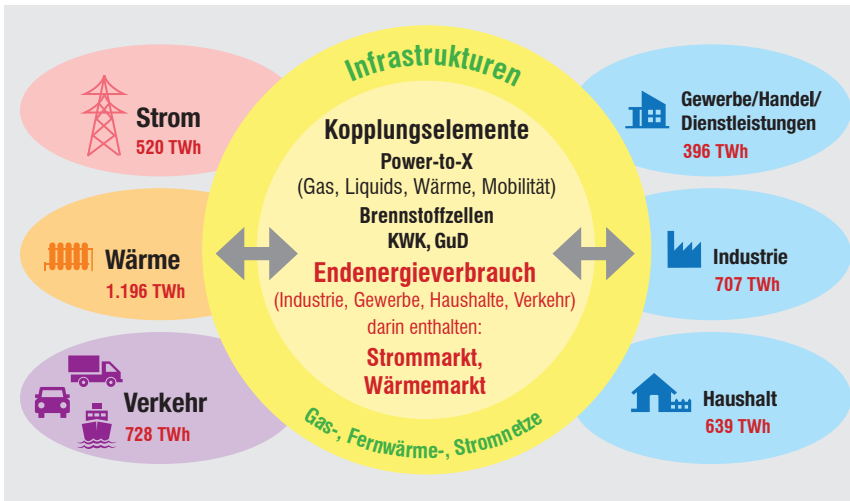 Strom
520 TWh
Wärme
1.196 TWh
Verkehr
728 TWh
Infrastrukturen
Kopplungselemente
Power-to-X
(Gas, Liquids, Wärme, Mobilität)
Brennstoffzellen
KWK, GuD
Endenergieverbrauch
(Industrie, Gewerbe, Haushalte, Verkehr)
darin enthalten:
Strommarkt,
Wärmemarkt
Gas-, Fernwärme-, Stromnetze
Gewerbe/Handel/
Dienstleistungen
396 TWh
Industrie
707 TWh
Haushalt
639 TWh